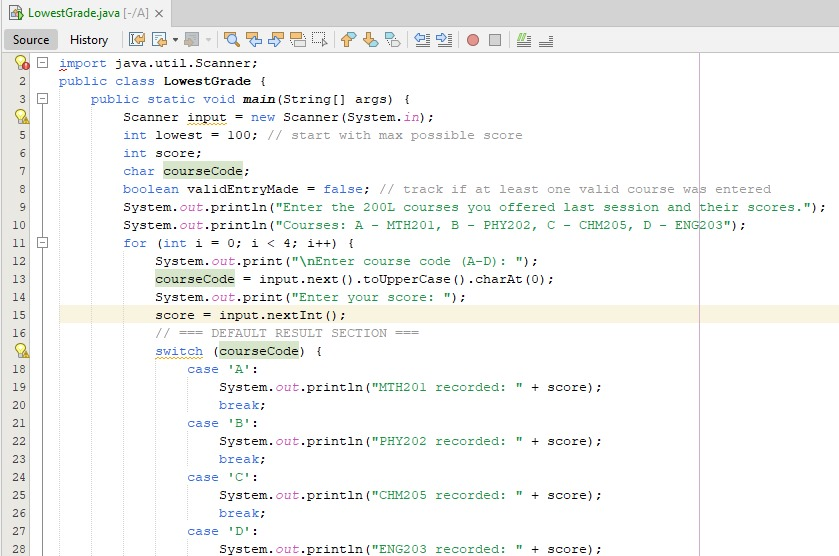 LowestGrade.java [-/A]
Source History
import java.util.Scanner;
2 public class LowestGrade {
3 public static void main(String[] args) {
Scanner input = new Scanner(System.in);
5 int lowest = 100; // start with max possible score
6 int score;
7 char courseCode;
8 boolean validEntryMade = false; // track if at least one valid course was entered
9 System.out.println("Enter the 200L courses you offered last session and their scores.");
10 System.out.println("Courses: A - MTH201, B - PHY202, C - CHM205, D - ENG203");
11 for (int i = 0; i < 4; i++) {
12 System.out.print("\nEnter course code (A-D): ");
13 courseCode = input.next().toUpperCase().charAt(0);
14 System.out.print("Enter your score: ");
15 score = input.nextInt();
16 // === DEFAULT RESULT SECTION ===
switch (courseCode) {
18 case 'A':
19 System.out.println("MTH201 recorded: " + score);
20 break;
21 case 'B':
22 System.out.println("PHY202 recorded: " + score);
23 break;
24 case 'C':
25 System.out.println("CHM205 recorded: " + score);
26 break;
27 case 'D':
28 System.out.println("ENG203 recorded: " + score);